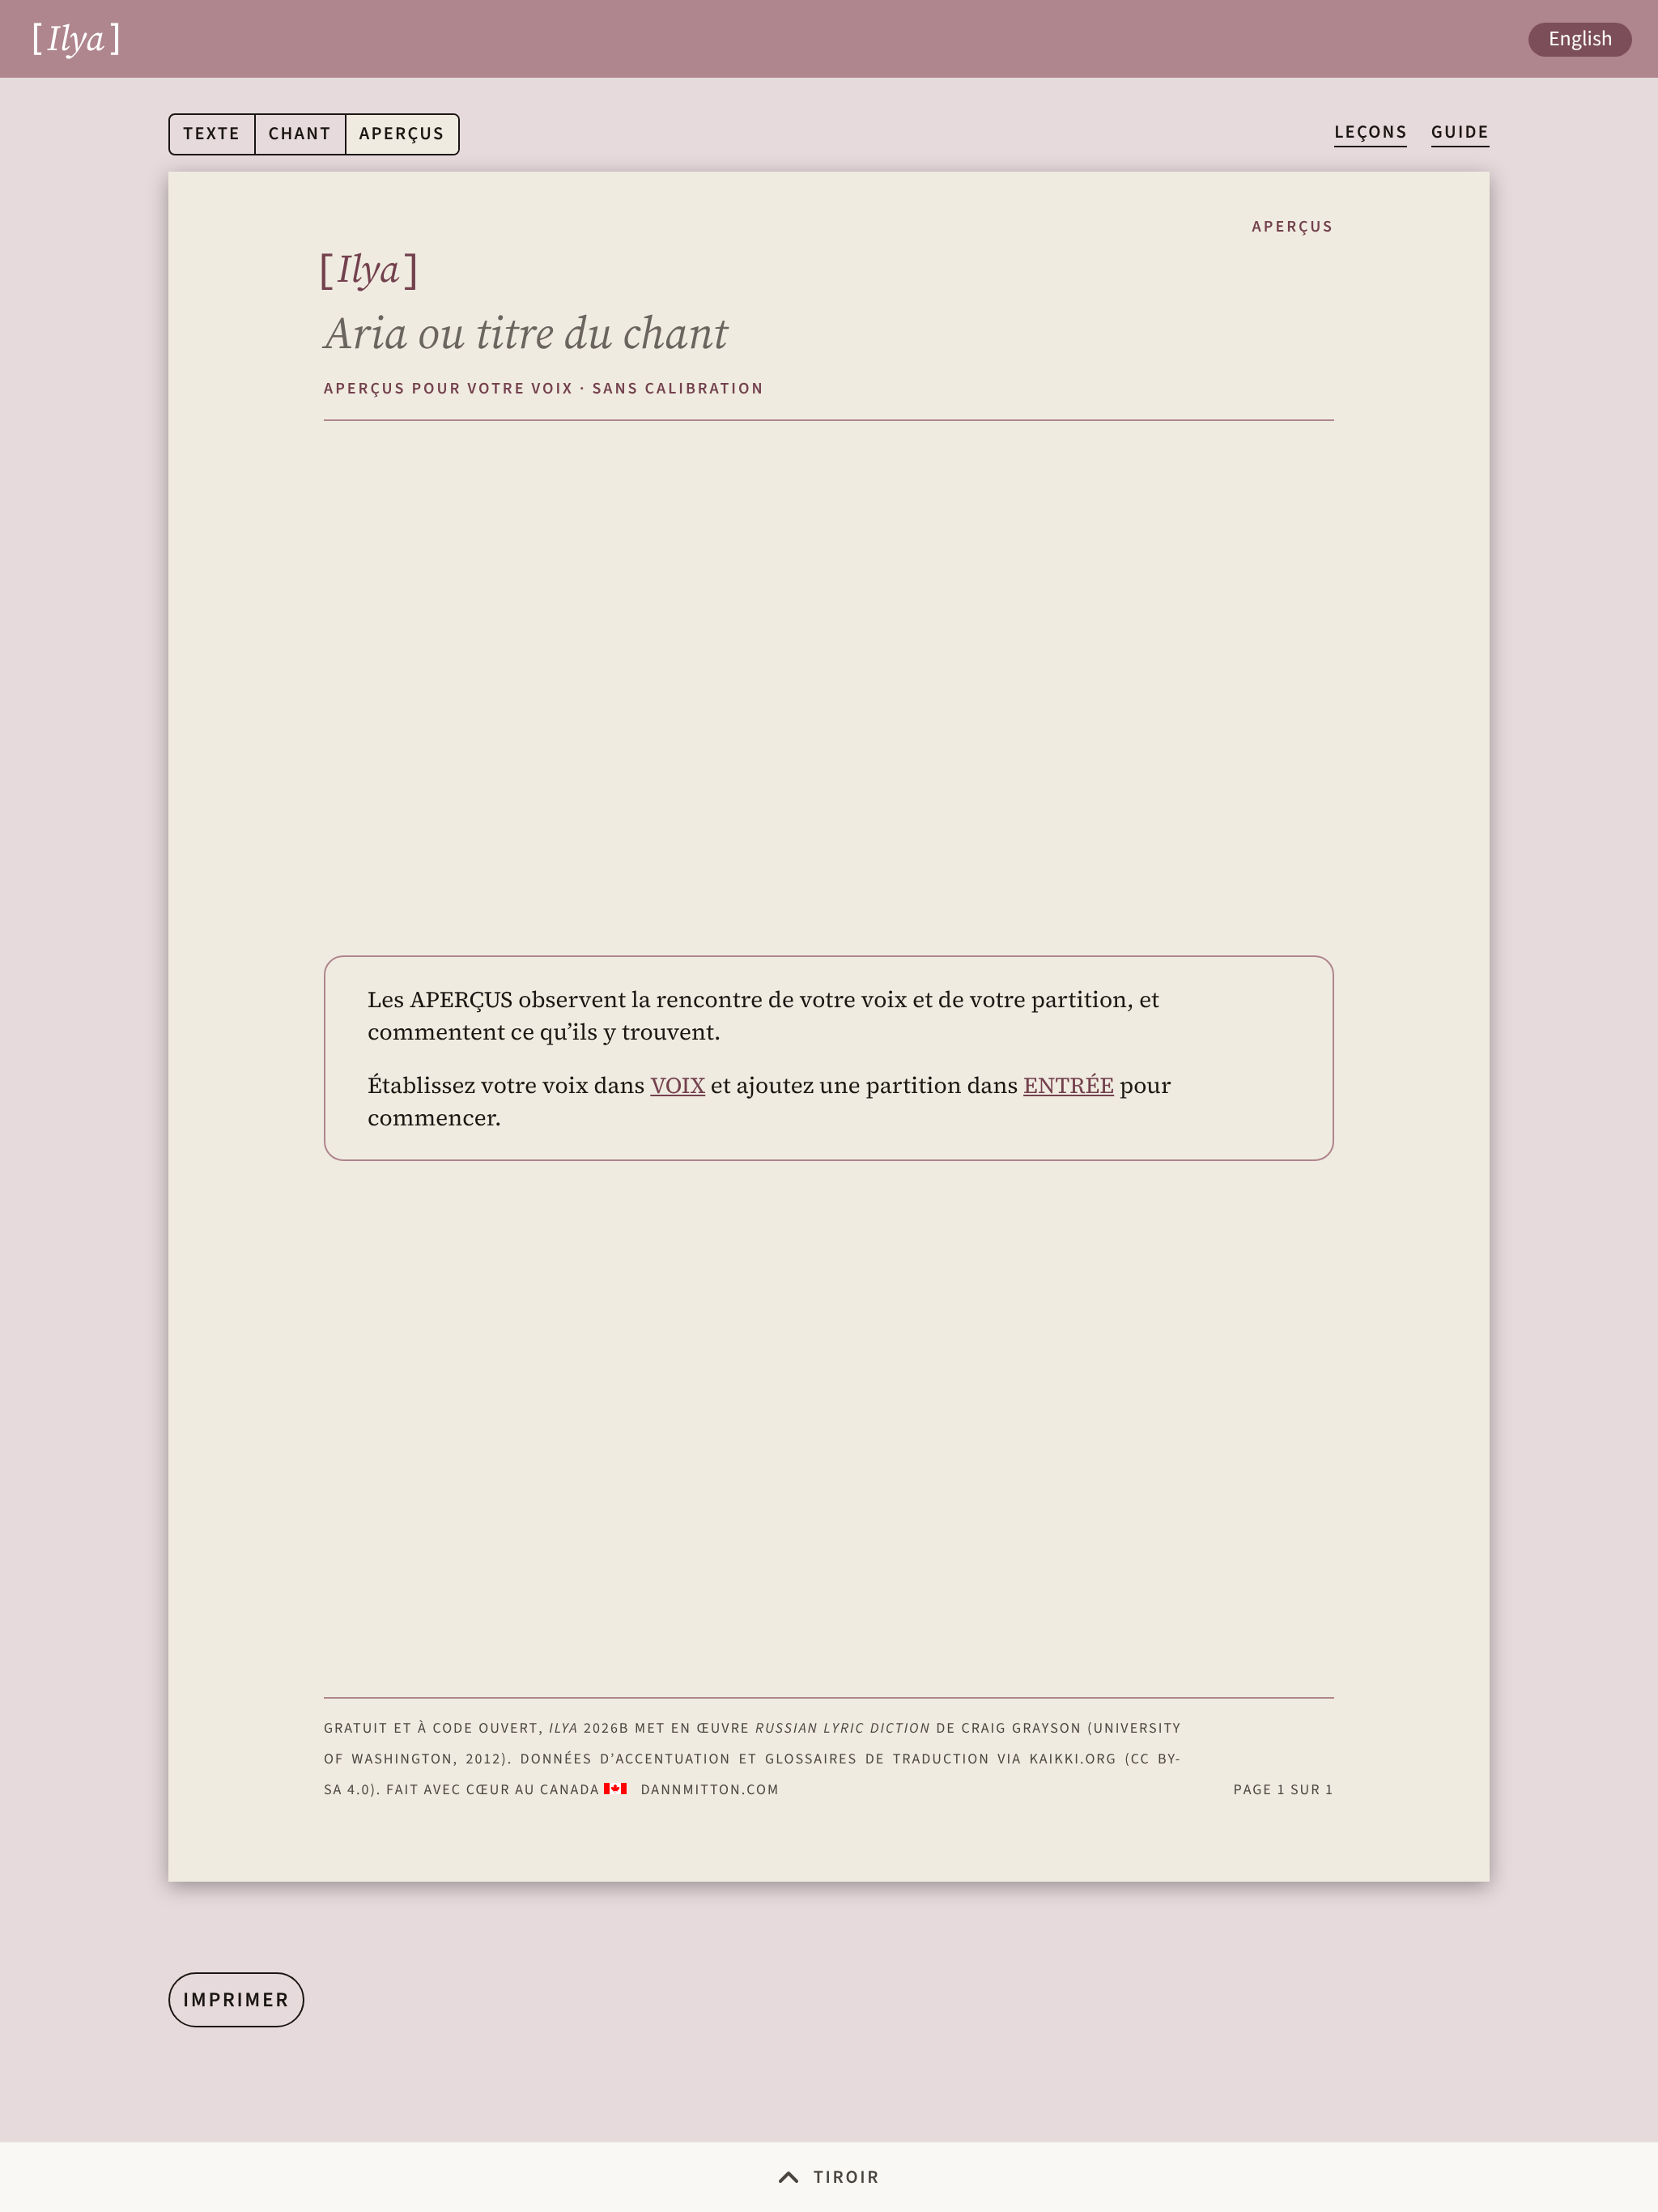 [Ilya]
English
TEXTE CHANT APERÇUS
LEÇONS GUIDE
APERÇUS
[Ilya]
Aria ou titre du chant
APERÇUS POUR VOTRE VOIX · SANS CALIBRATION
Les APERÇUS observent la rencontre de votre voix et de votre partition, et
commentent ce qu’ils y trouvent.
Établissez votre voix dans VOIX et ajoutez une partition dans ENTRÉE pour
commencer.
GRATUIT ET À CODE OUVERT, ILYA 2026B MET EN ŒUVRE RUSSIAN LYRIC DICTION DE CRAIG GRAYSON (UNIVERSITY
OF WASHINGTON, 2012). DONNÉES D’ACCENTUATION ET GLOSSAIRES DE TRADUCTION VIA KAIKKI.ORG (CC BY-
SA 4.0). FAIT AVEC CŒUR AU CANADA DANNMITTON.COM
PAGE 1 SUR 1
IMPRIMER
TIROIR